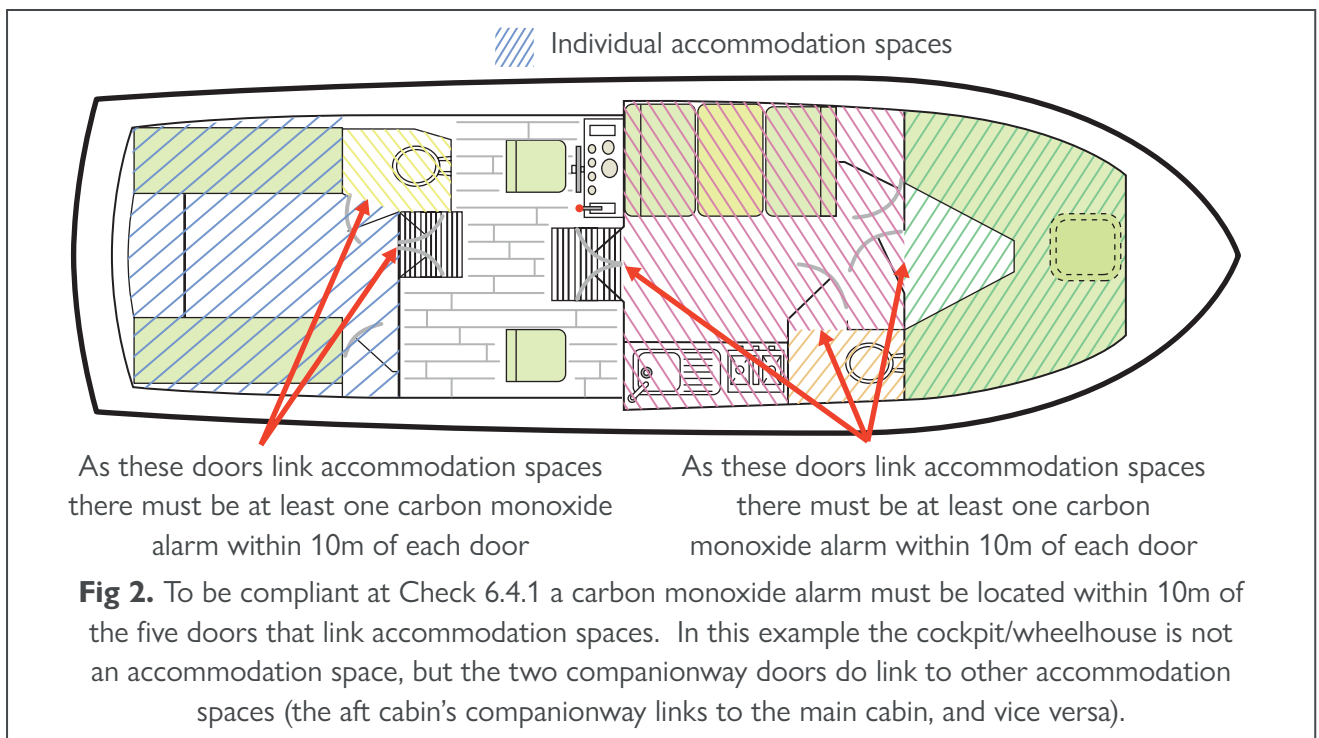 Individual accommodation spaces
As these doors link accommodation spaces
there must be at least one carbon monoxide
alarm within 10m of each door
As these doors link accommodation spaces
there must be at least one carbon
monoxide alarm within 10m of each door
Fig 2. To be compliant at Check 6.4.1 a carbon monoxide alarm must be located within 10m of
the five doors that link accommodation spaces. In this example the cockpit/wheelhouse is not
an accommodation space, but the two companionway doors do link to other accommodation
spaces (the aft cabin's companionway links to the main cabin, and vice versa).